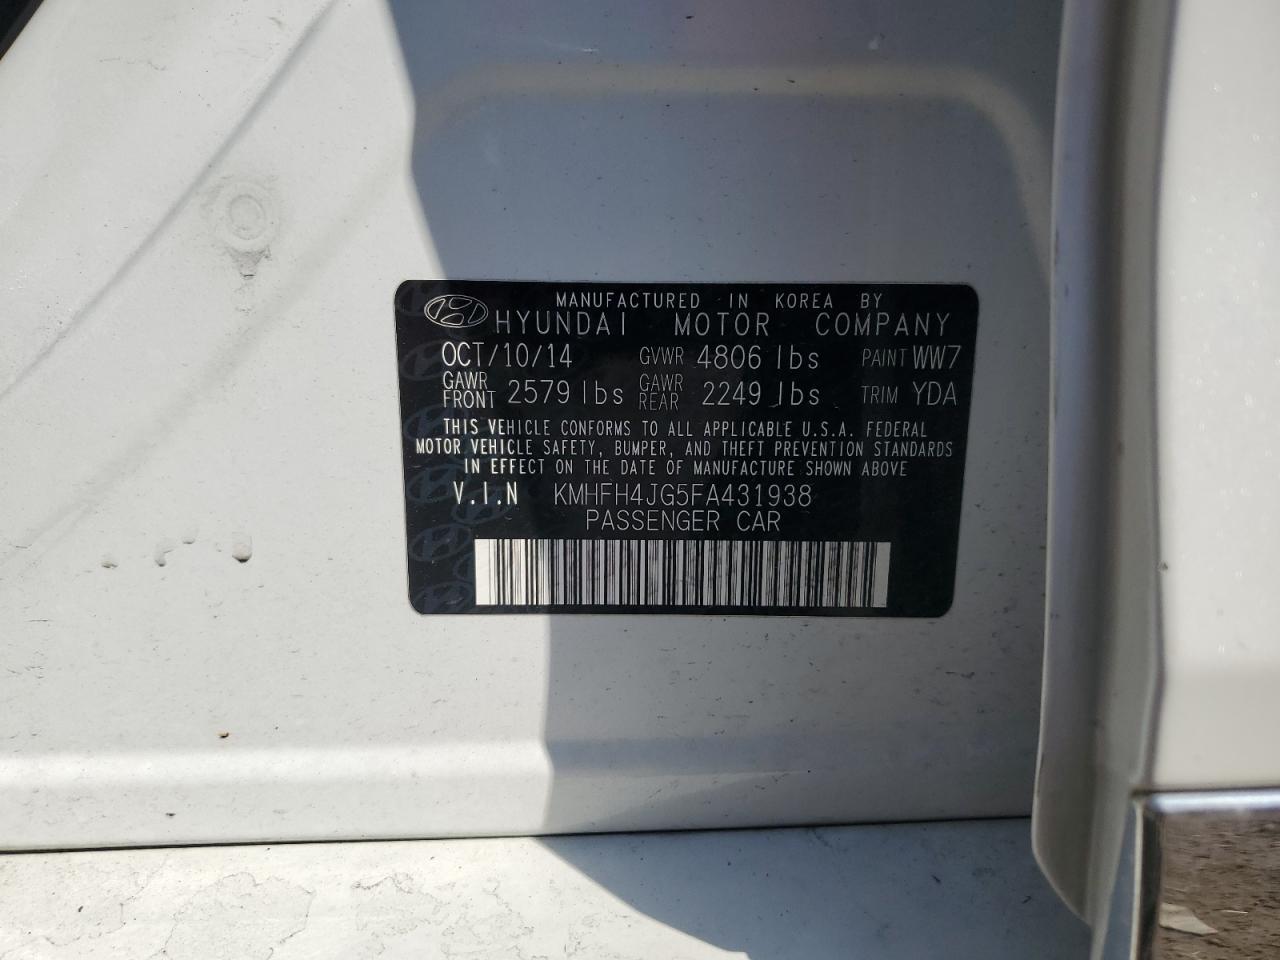 MANUFACTURED IN KOREA BY
HYUNDAI MOTOR COMPANY
OCT/10/14 GVWR 4806 lbs PAINT WW7
GAWR FRONT 2579 lbs GAWR REAR 2249 lbs TRIM YDA
THIS VEHICLE CONFORMS TO ALL APPLICABLE U.S.A. FEDERAL
MOTOR VEHICLE SAFETY, BUMPER, AND THEFT PREVENTION STANDARDS
IN EFFECT ON THE DATE OF MANUFACTURE SHOWN ABOVE
V.I.N KMHFH4JG5FA431938
PASSENGER CAR